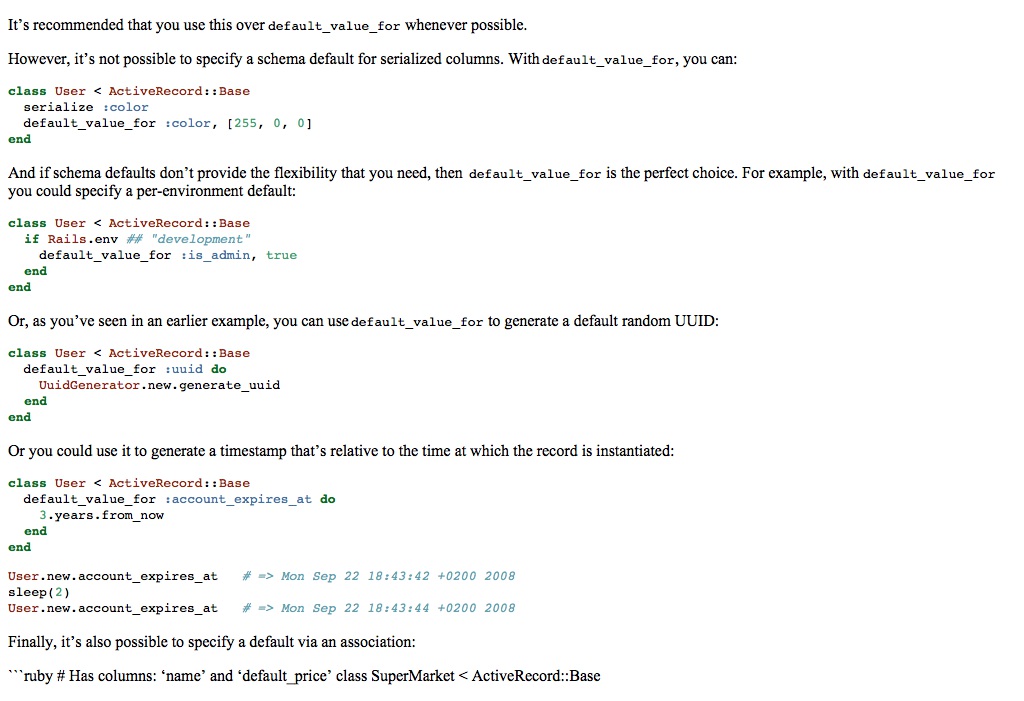 It’s recommended that you use this over default_value_for whenever possible.
However, it’s not possible to specify a schema default for serialized columns. With default_value_for, you can:
class User < ActiveRecord::Base
  serialize :color
  default_value_for :color, [255, 0, 0]
end
And if schema defaults don’t provide the flexibility that you need, then default_value_for is the perfect choice. For example, with default_value_for
you could specify a per-environment default:
class User < ActiveRecord::Base
  if Rails.env ## "development"
    default_value_for :is_admin, true
  end
end
Or, as you’ve seen in an earlier example, you can use default_value_for to generate a default random UUID:
class User < ActiveRecord::Base
  default_value_for :uuid do
    UuidGenerator.new.generate_uuid
  end
end
Or you could use it to generate a timestamp that’s relative to the time at which the record is instantiated:
class User < ActiveRecord::Base
  default_value_for :account_expires_at do
    3.years.from_now
  end
end
User.new.account_expires_at   # => Mon Sep 22 18:43:42 +0200 2008
sleep(2)
User.new.account_expires_at   # => Mon Sep 22 18:43:44 +0200 2008
Finally, it’s also possible to specify a default via an association:
```ruby # Has columns: ‘name’ and ‘default_price’ class SuperMarket < ActiveRecord::Base